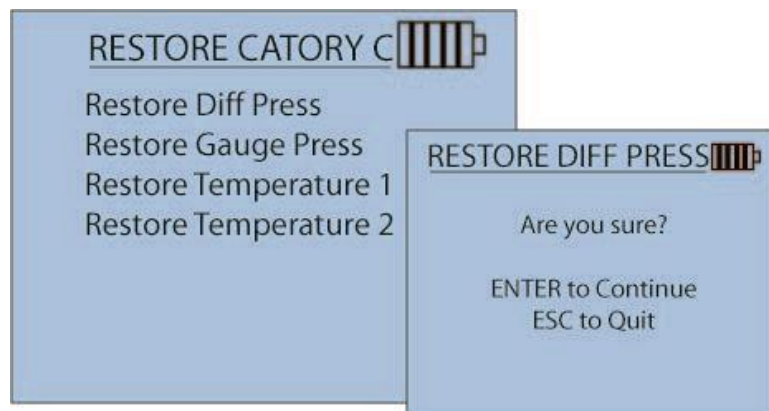 RESTORE CATORY C
Restore Diff Press
Restore Gauge Press
Restore Temperature 1
Restore Temperature 2
RESTORE DIFF PRESS
Are you sure?
ENTER to Continue
ESC to Quit